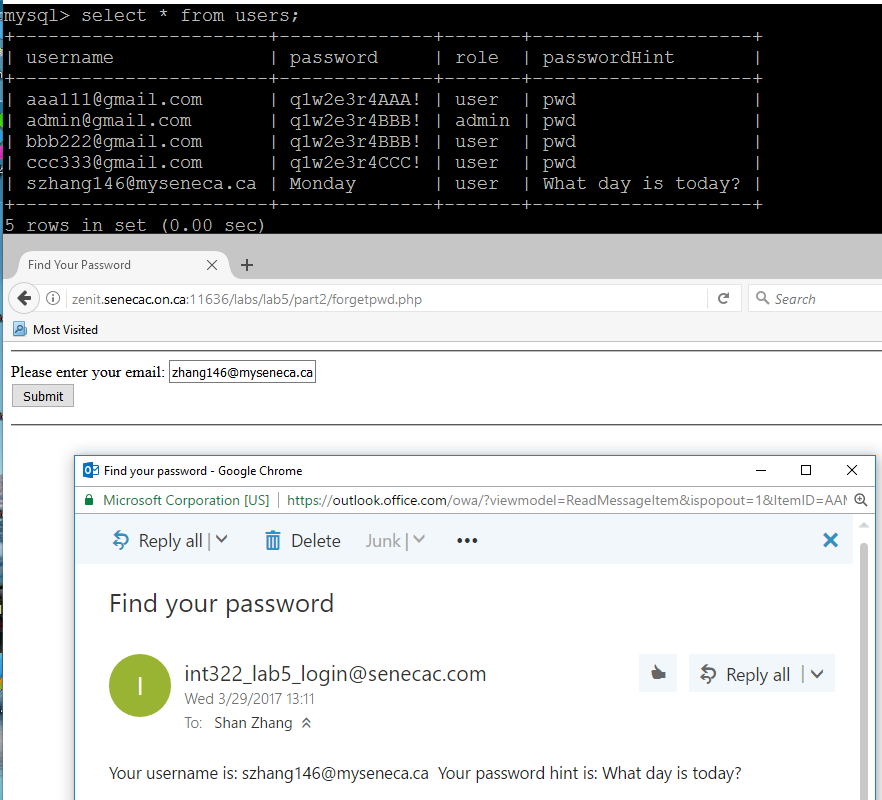 mysql> select * from users;
+------------------------+--------------+-------+--------------------+
| username | password | role | passwordHint |
+------------------------+--------------+-------+--------------------+
| aaa111@gmail.com | q1w2e3r4AAA! | user | pwd |
| admin@gmail.com | q1w2e3r4BBB! | admin | pwd |
| bbb222@gmail.com | q1w2e3r4BBB! | user | pwd |
| ccc333@gmail.com | q1w2e3r4CCC! | user | pwd |
| szhang146@myseneca.ca | Monday | user | What day is today? |
+------------------------+--------------+-------+--------------------+
5 rows in set (0.00 sec)
Find Your Password
zenit.senecac.on.ca:11636/labs/lab5/part2/forgetpwd.php Search
Most Visited
Please enter your email: zhang146@myseneca.ca
Submit
Find your password - Google Chrome
Microsoft Corporation [US] | https://outlook.office.com/owa/?viewmodel=ReadMessageItem&ispopout=1&ItemID=AAM
Reply all | Delete Junk | •••
Find your password
I
int322_lab5_login@senecac.com Reply all |
Wed 3/29/2017 13:11
To: Shan Zhang
Your username is: szhang146@myseneca.ca Your password hint is: What day is today?